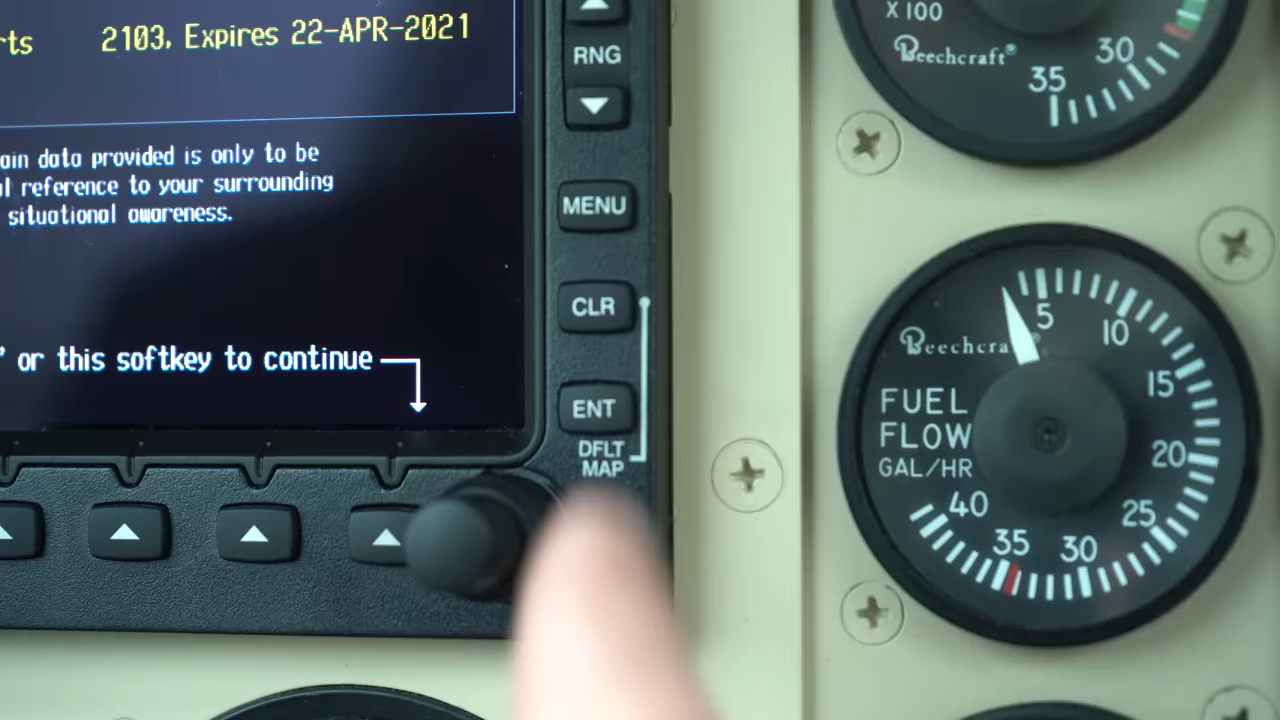 rts 2103, Expires 22-APR-2021
ain data provided is only to be
l reference to your surrounding
situational awareness.
or this softkey to continue
RNG
MENU
CLR
ENT
DFLT
MAP
X 100
Beechcraft®
30
35
5
10
15
20
25
30
35
40
FUEL
FLOW
GAL/HR